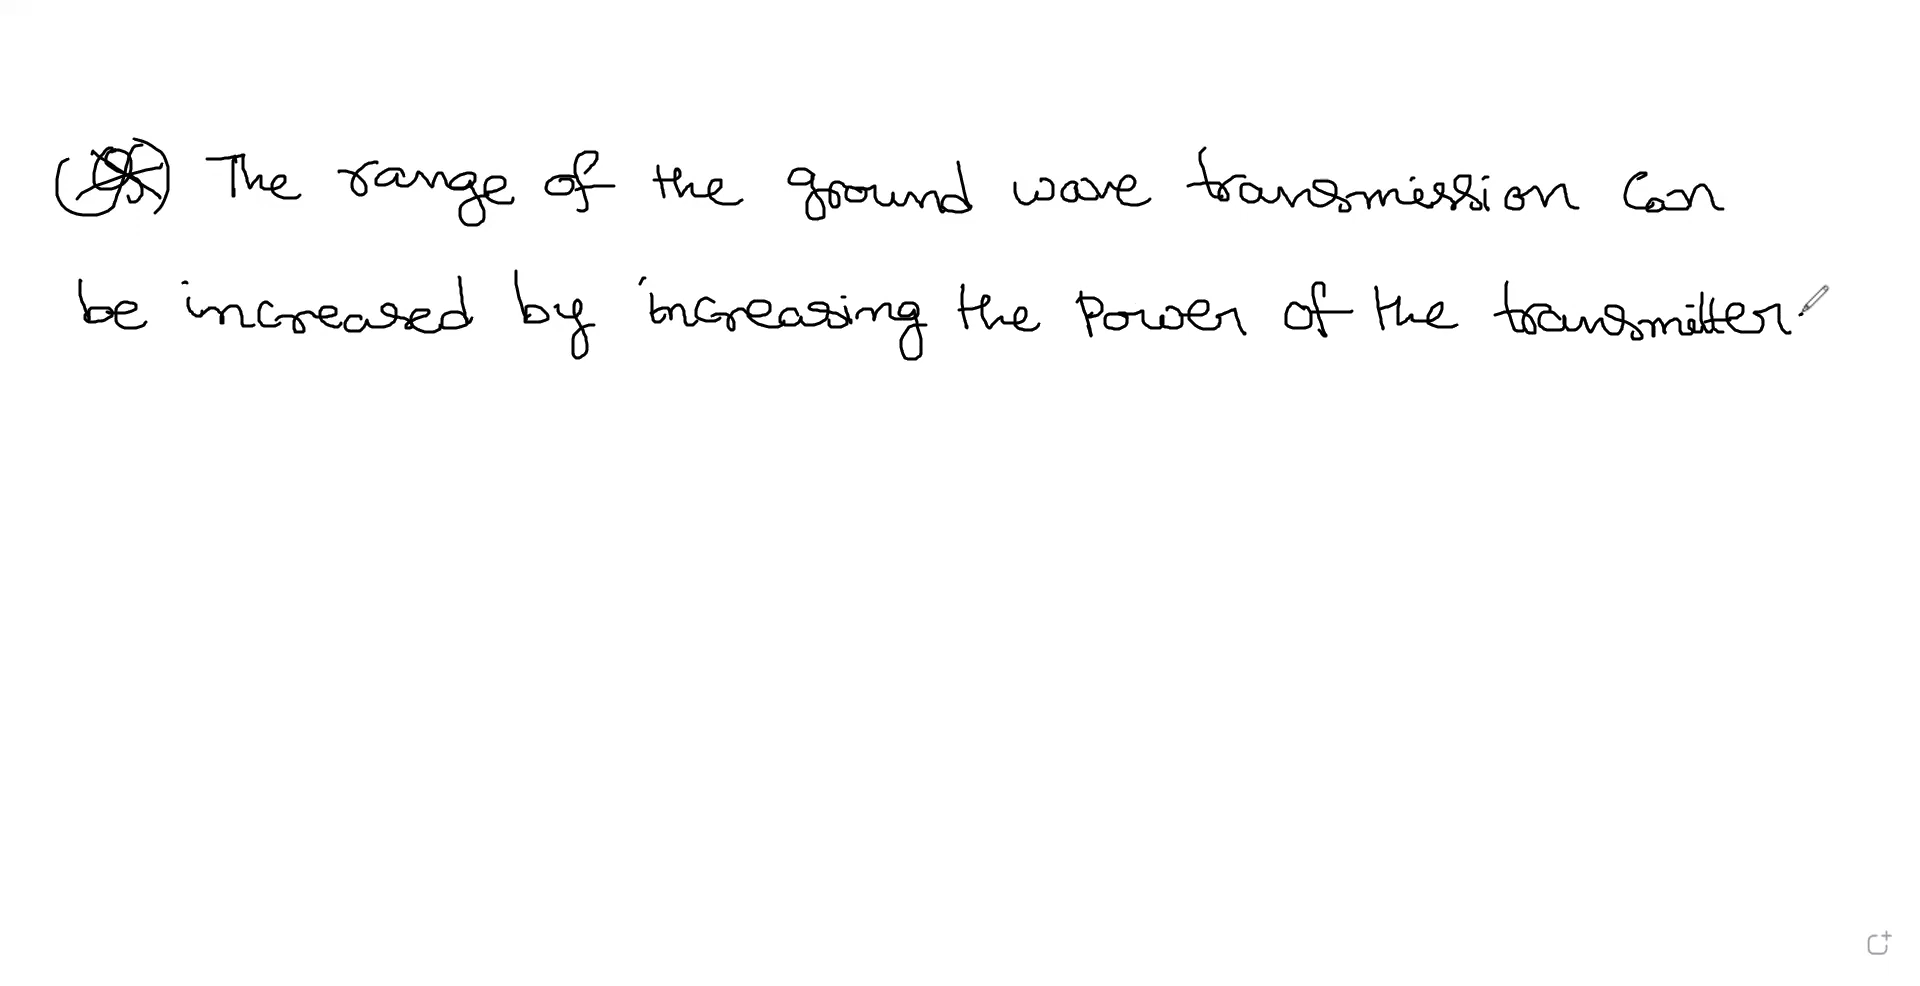 The range of the ground wave transmission can
be increased by increasing the power of the transmitter